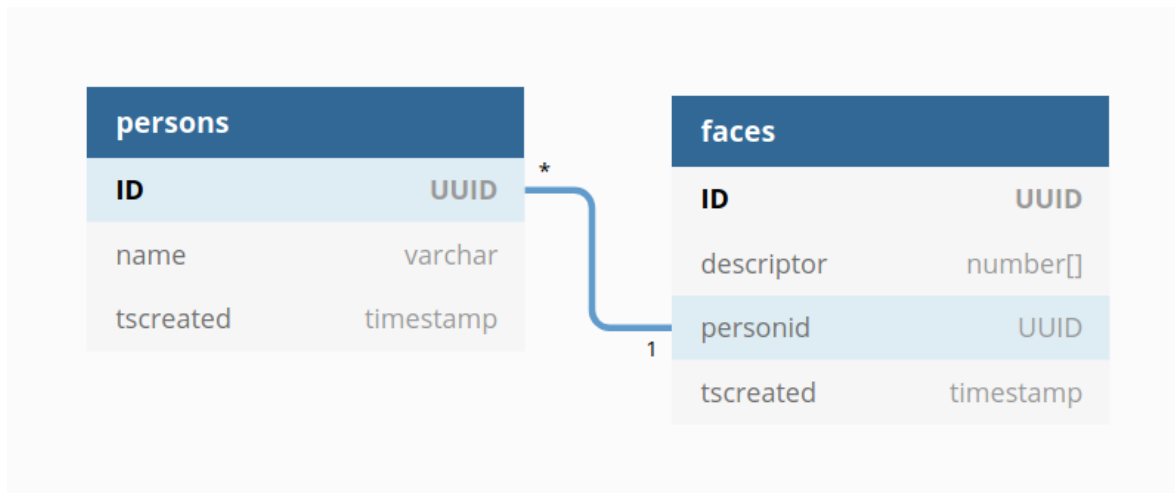 persons
ID UUID
name varchar
tscreated timestamp
*
1
faces
ID UUID
descriptor number[]
personid UUID
tscreated timestamp